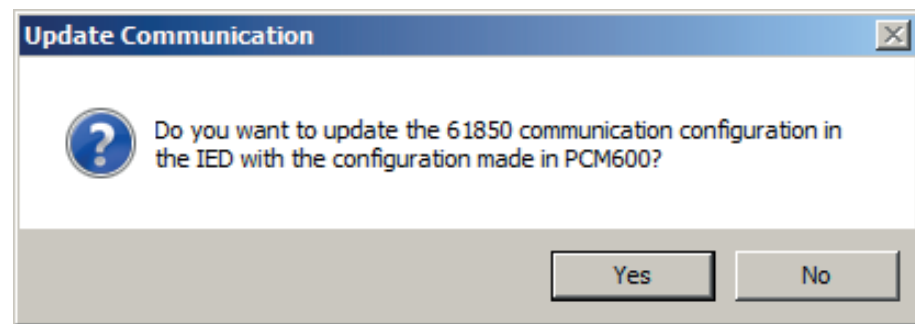 Update Communication
Do you want to update the 61850 communication configuration in
the IED with the configuration made in PCM600?
Yes No